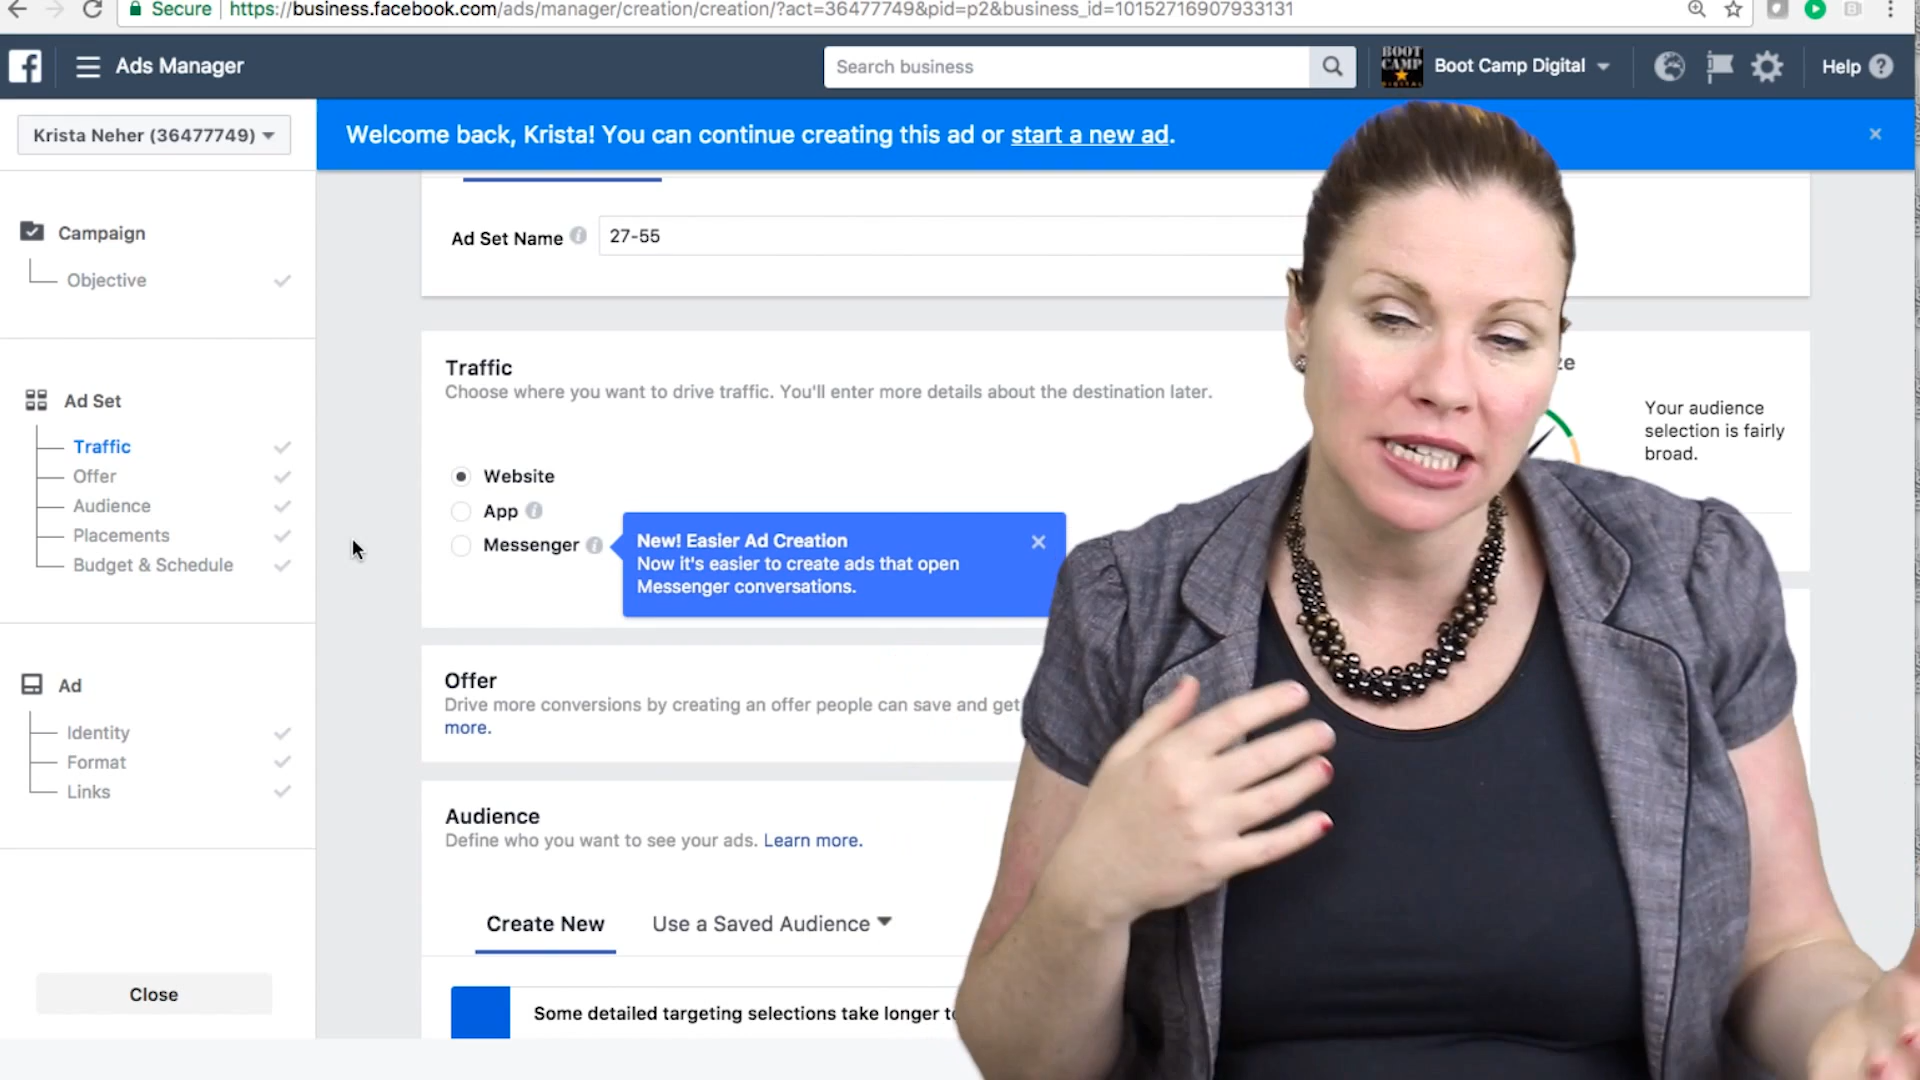 Secure https://business.facebook.com/ads/manager/creation/creation/?act=36477749&pid=p2&business_id=10152716907933131
Ads Manager
Search business
BOOT
CAMP
Boot Camp Digital
Help
Krista Neher (36477749)
Welcome back, Krista! You can continue creating this ad or start a new ad.
Campaign
Objective
Ad Set
Traffic
Offer
Audience
Placements
Budget & Schedule
Ad
Identity
Format
Links
Close
Ad Set Name
27-55
Traffic
Choose where you want to drive traffic. You'll enter more details about the destination later.
Website
App
Messenger
New! Easier Ad Creation
Now it's easier to create ads that open
Messenger conversations.
Your audience
selection is fairly
broad.
Offer
Drive more conversions by creating an offer people can save and get
more.
Audience
Define who you want to see your ads. Learn more.
Create New
Use a Saved Audience
Some detailed targeting selections take longer